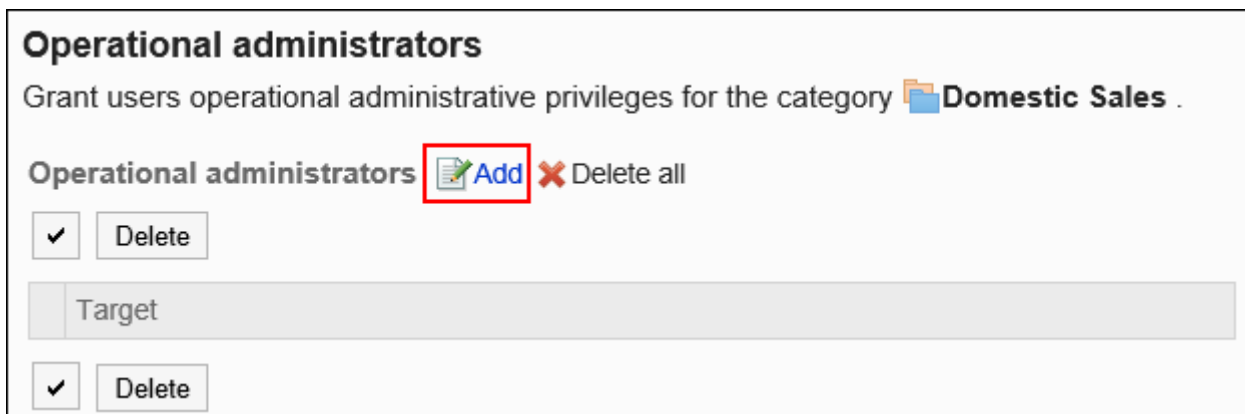 Operational administrators
Grant users operational administrative privileges for the category Domestic Sales .
Operational administrators Add Delete all
Delete
Target
Delete